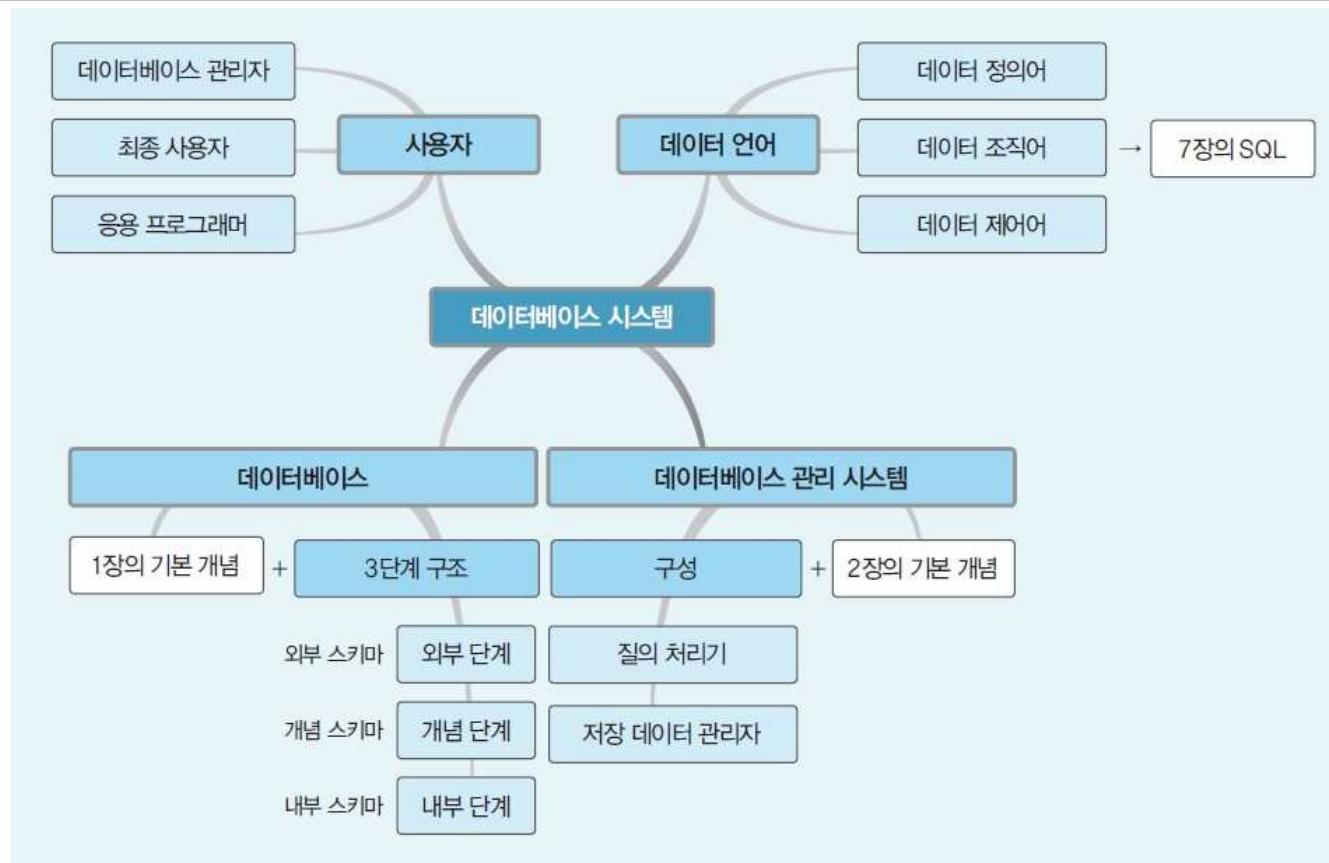 데이터베이스 관리자
최종 사용자
응용 프로그래머
사용자
데이터 언어
데이터 정의어
데이터 조직어
데이터 제어어
→
7장의 SQL
데이터베이스 시스템
데이터베이스
1장의 기본 개념
+
3단계 구조
외부 스키마
외부 단계
개념 스키마
개념 단계
내부 스키마
내부 단계
데이터베이스 관리 시스템
구성
+
2장의 기본 개념
질의 처리기
저장 데이터 관리자